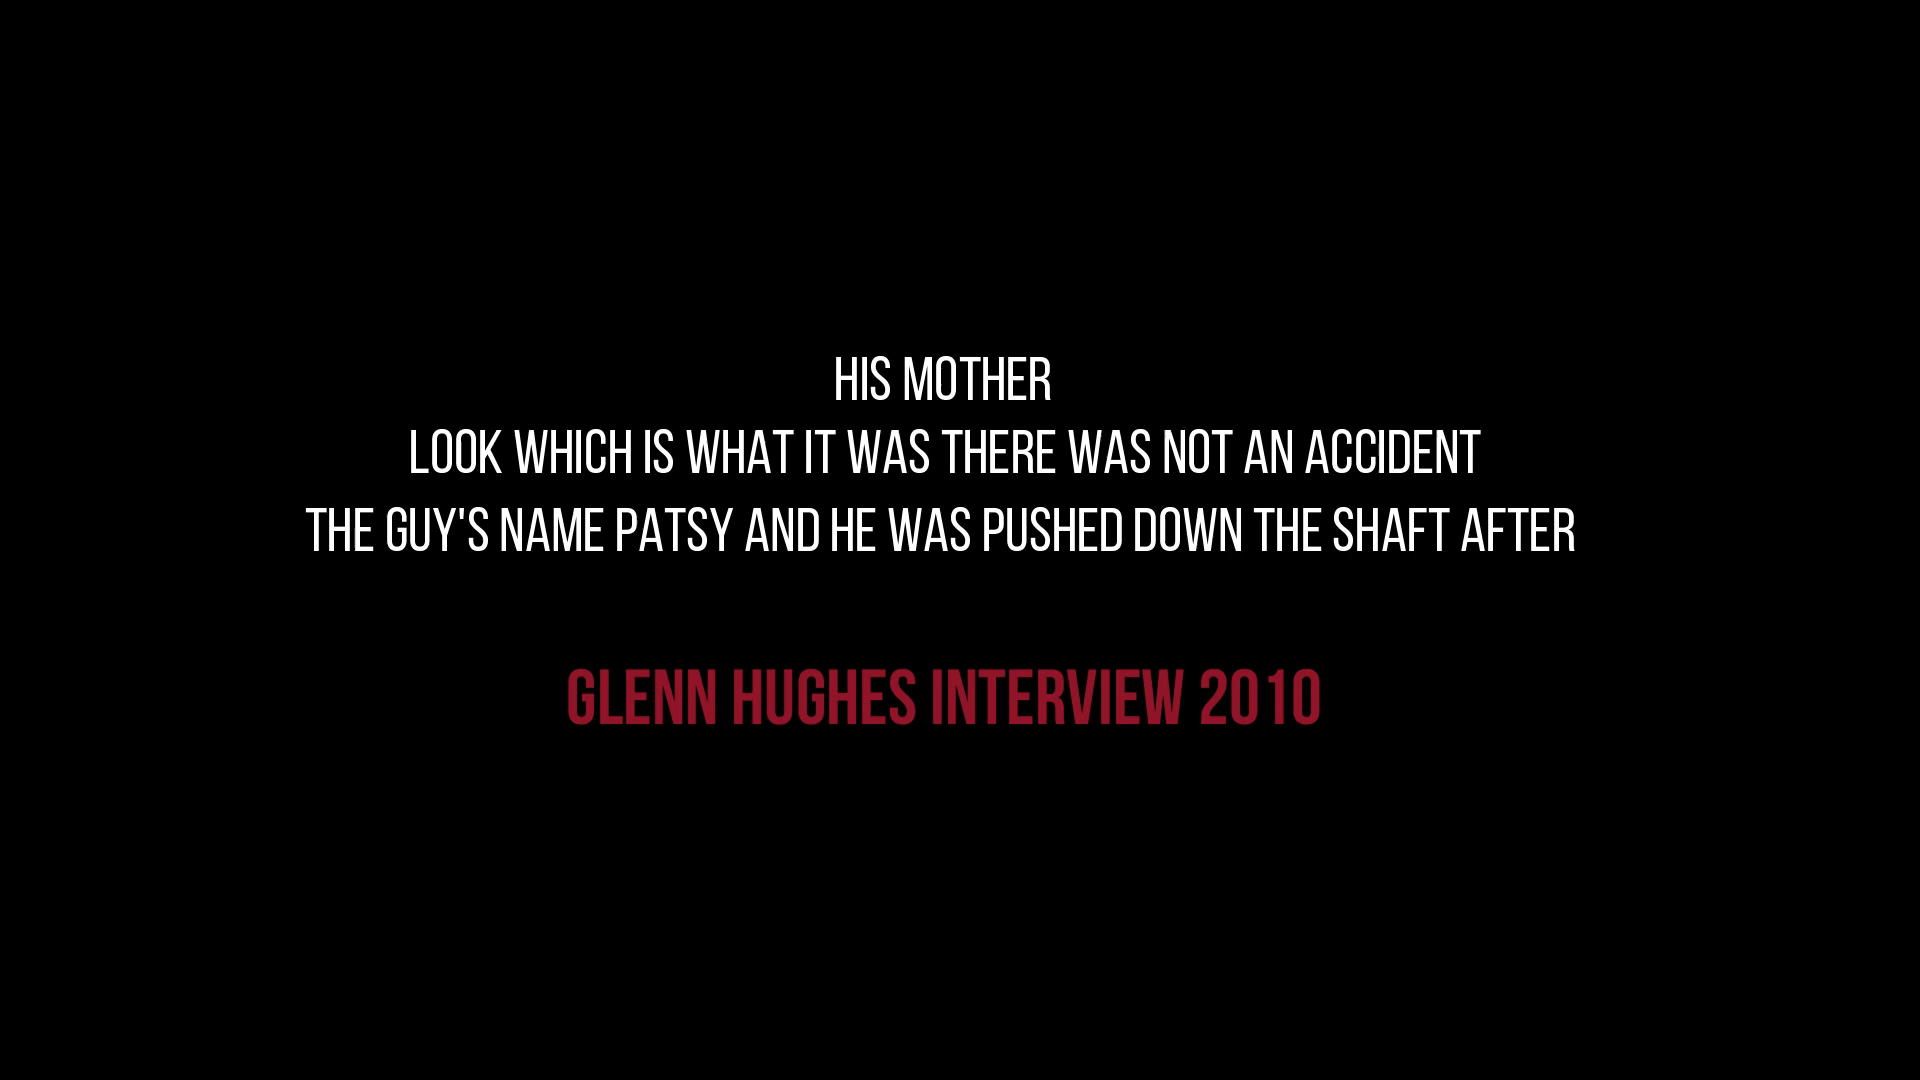 HIS MOTHER
LOOK WHICH IS WHAT IT WAS THERE WAS NOT AN ACCIDENT
THE GUY'S NAME PATSY AND HE WAS PUSHED DOWN THE SHAFT AFTER
GLENN HUGHES INTERVIEW 2010